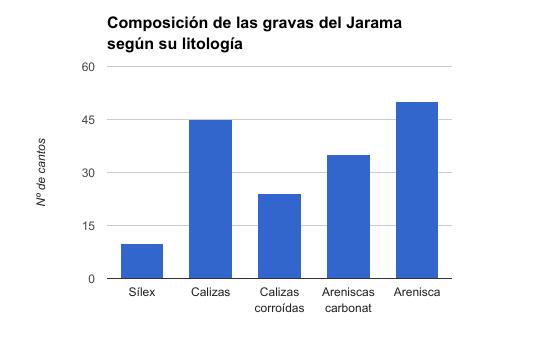 Composición de las gravas del Jarama
según su litología
60
45
30
15
0
Nº de cantos
Sílex
Calizas
Calizas
corroídas
Areniscas
carbonat
Arenisca